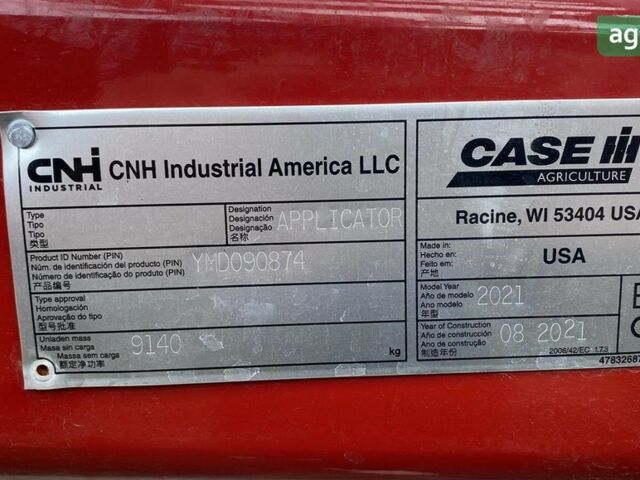 ag
CNH
INDUSTRIAL
CNH Industrial America LLC
CASE IH
AGRICULTURE
Racine, WI 53404 USA
Type
Tipo
Tipo
类型
Designation
Designación
Designação
名称
APPLICATOR
Made in:
Hecho en:
Feito em:
产地
USA
Product ID Number (PIN)
Núm. de identificación del producto (PIN)
Número de identificação do produto (PIN)
产品编号
YMD090874
Model Year
Año de modelo
Ano de modelo
年型
2021
Type approval
Homologación
Aprovação do tipo
型号批准
Year of Construction
Año de construcción
Ano de construção
制造年份
08 2021
Unladen mass
Masa sin carga
Massa sem carga
额定净功率
9140
kg
2006/42/EC 1.7.3
4783268